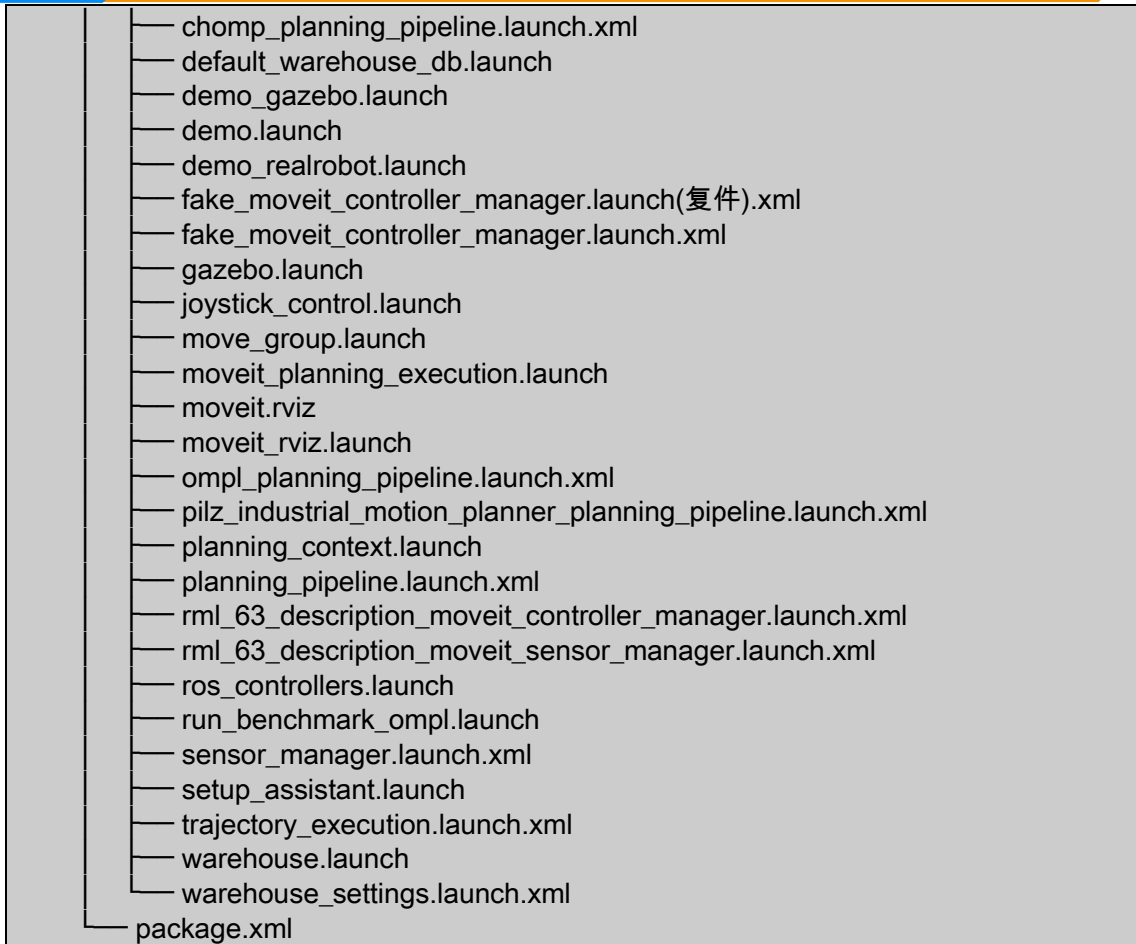 ├── chomp_planning_pipeline.launch.xml
├── default_warehouse_db.launch
├── demo_gazebo.launch
├── demo.launch
├── demo_realrobot.launch
├── fake_moveit_controller_manager.launch(复件).xml
├── fake_moveit_controller_manager.launch.xml
├── gazebo.launch
├── joystick_control.launch
├── move_group.launch
├── moveit_planning_execution.launch
├── moveit.rviz
├── moveit_rviz.launch
├── ompl_planning_pipeline.launch.xml
├── pilz_industrial_motion_planner_planning_pipeline.launch.xml
├── planning_context.launch
├── planning_pipeline.launch.xml
├── rml_63_description_moveit_controller_manager.launch.xml
├── rml_63_description_moveit_sensor_manager.launch.xml
├── ros_controllers.launch
├── run_benchmark_ompl.launch
├── sensor_manager.launch.xml
├── setup_assistant.launch
├── trajectory_execution.launch.xml
├── warehouse.launch
└── warehouse_settings.launch.xml
└── package.xml